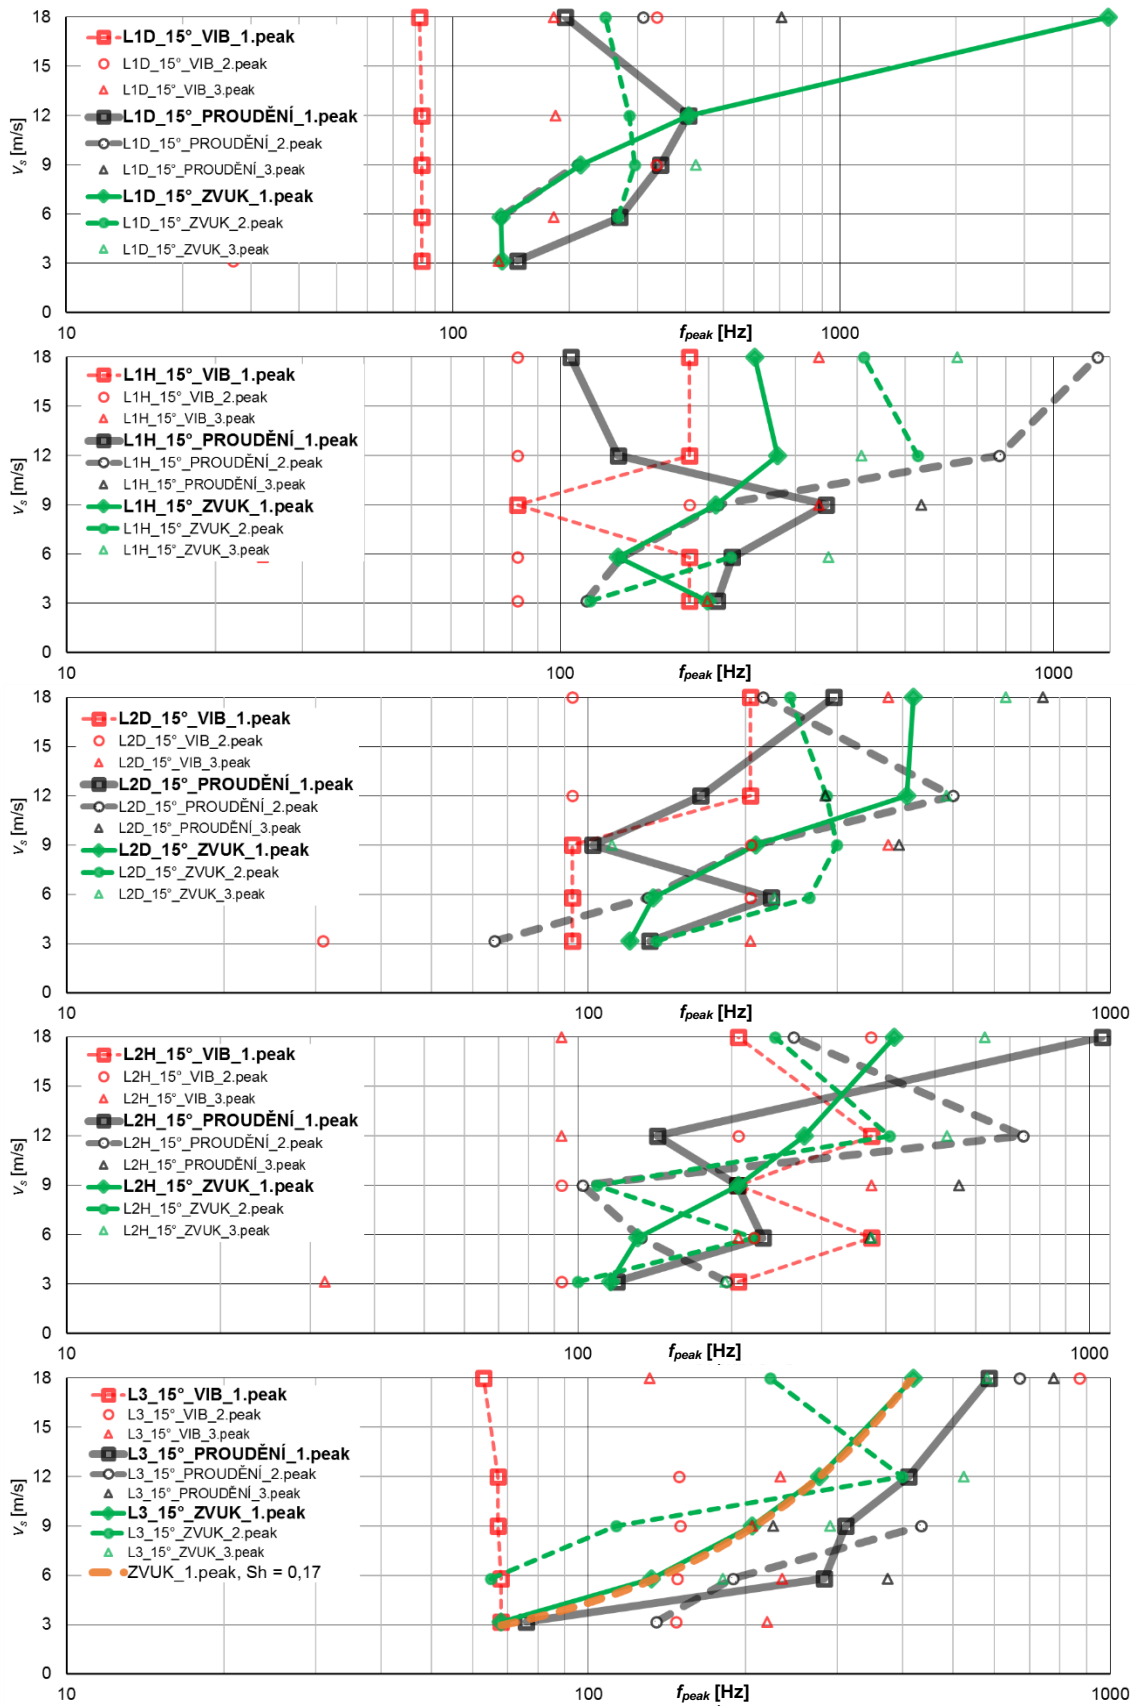 18
15
12
9
6
3
0
v_s [m/s]
L1D_15°_VIB_1.peak
L1D_15°_VIB_2.peak
L1D_15°_VIB_3.peak
L1D_15°_PROUDĚNÍ_1.peak
L1D_15°_PROUDĚNÍ_2.peak
L1D_15°_PROUDĚNÍ_3.peak
L1D_15°_ZVUK_1.peak
L1D_15°_ZVUK_2.peak
L1D_15°_ZVUK_3.peak
10 100 1000
f_peak [Hz]
18
15
12
9
6
3
0
v_s [m/s]
L1H_15°_VIB_1.peak
L1H_15°_VIB_2.peak
L1H_15°_VIB_3.peak
L1H_15°_PROUDĚNÍ_1.peak
L1H_15°_PROUDĚNÍ_2.peak
L1H_15°_PROUDĚNÍ_3.peak
L1H_15°_ZVUK_1.peak
L1H_15°_ZVUK_2.peak
L1H_15°_ZVUK_3.peak
10 100 1000
f_peak [Hz]
18
15
12
9
6
3
0
v_s [m/s]
L2D_15°_VIB_1.peak
L2D_15°_VIB_2.peak
L2D_15°_VIB_3.peak
L2D_15°_PROUDĚNÍ_1.peak
L2D_15°_PROUDĚNÍ_2.peak
L2D_15°_PROUDĚNÍ_3.peak
L2D_15°_ZVUK_1.peak
L2D_15°_ZVUK_2.peak
L2D_15°_ZVUK_3.peak
10 100 1000
f_peak [Hz]
18
15
12
9
6
3
0
v_s [m/s]
L2H_15°_VIB_1.peak
L2H_15°_VIB_2.peak
L2H_15°_VIB_3.peak
L2H_15°_PROUDĚNÍ_1.peak
L2H_15°_PROUDĚNÍ_2.peak
L2H_15°_PROUDĚNÍ_3.peak
L2H_15°_ZVUK_1.peak
L2H_15°_ZVUK_2.peak
L2H_15°_ZVUK_3.peak
10 100 1000
f_peak [Hz]
18
15
12
9
6
3
0
v_s [m/s]
L3_15°_VIB_1.peak
L3_15°_VIB_2.peak
L3_15°_VIB_3.peak
L3_15°_PROUDĚNÍ_1.peak
L3_15°_PROUDĚNÍ_2.peak
L3_15°_PROUDĚNÍ_3.peak
L3_15°_ZVUK_1.peak
L3_15°_ZVUK_2.peak
L3_15°_ZVUK_3.peak
ZVUK_1.peak, Sh = 0,17
10 100 1000
f_peak [Hz]